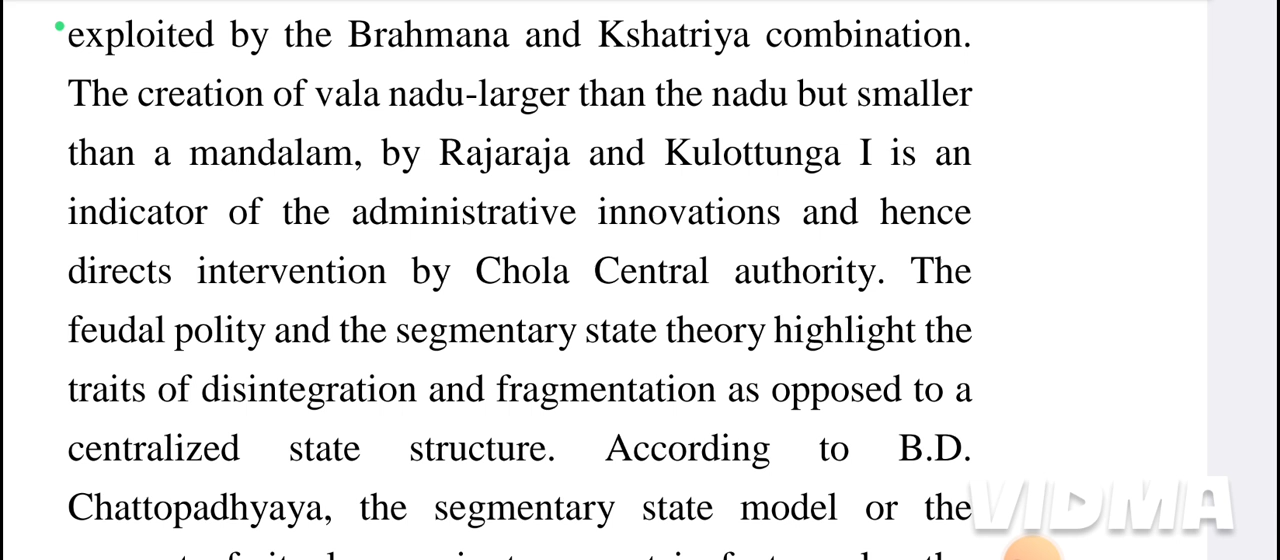 exploited by the Brahmana and Kshatriya combination.
The creation of vala nadu-larger than the nadu but smaller
than a mandalam, by Rajaraja and Kulottunga I is an
indicator of the administrative innovations and hence
directs intervention by Chola Central authority. The
feudal polity and the segmentary state theory highlight the
traits of disintegration and fragmentation as opposed to a
centralized state structure. According to B.D.
Chattopadhyaya, the segmentary state model or the
VIDMA